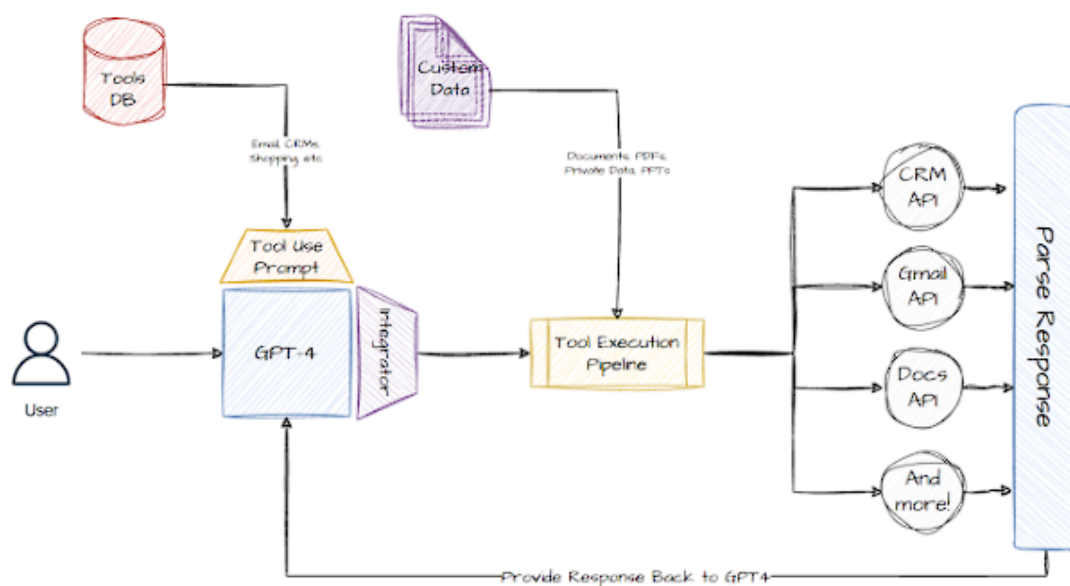 Tools
DB
Custom
Data
Email, CRMs,
Shopping etc
Documents, PDFs,
Private Data, PPTs
Tool Use
Prompt
GPT-4
Integrator
Tool Execution
Pipeline
CRM
API
Gmail
API
Docs
API
And
more!
Parse Response
User
Provide Response Back to GPT4